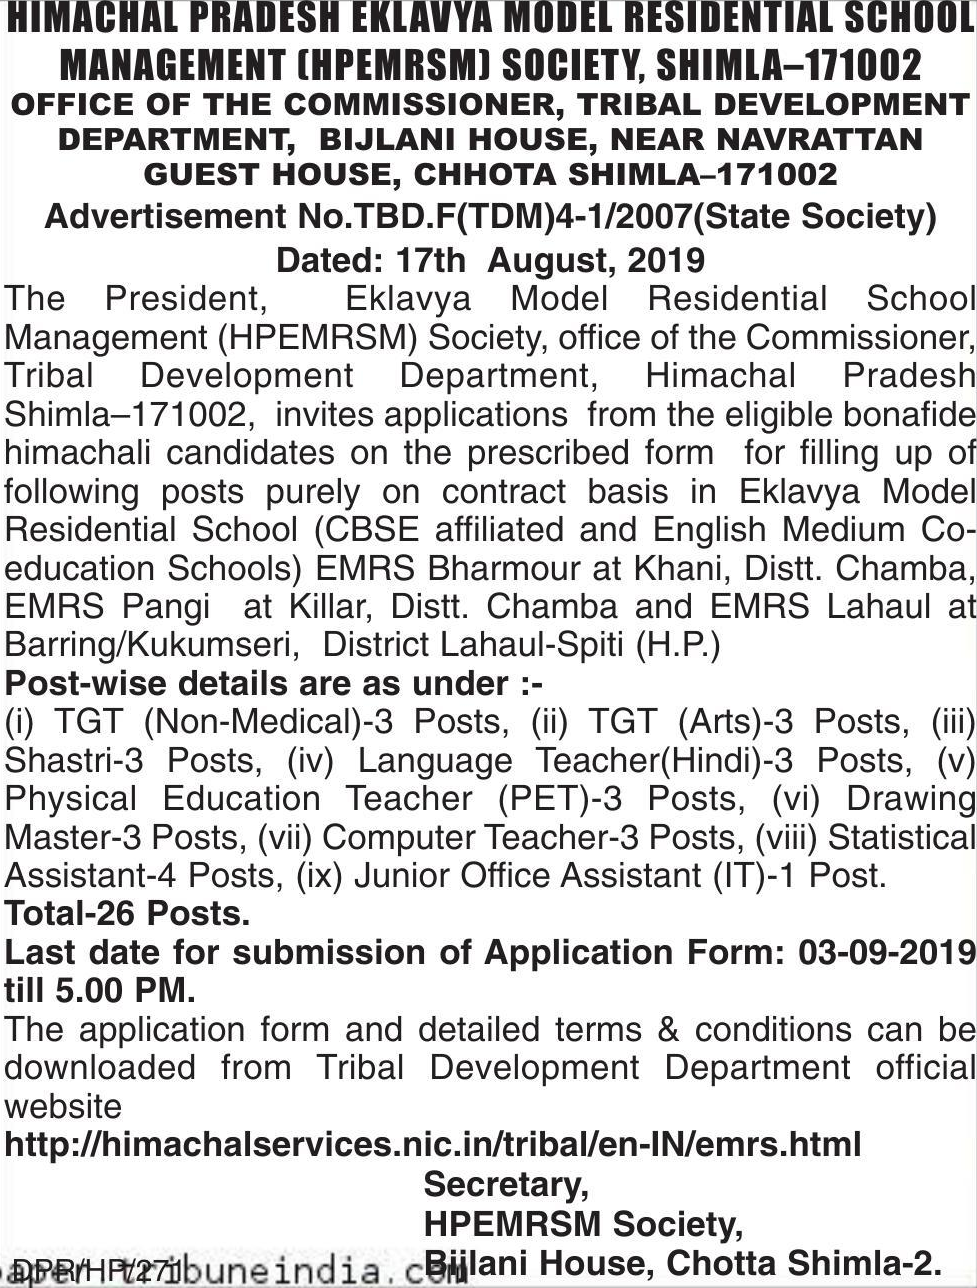 HIMACHAL PRADESH EKLAVYA MODEL RESIDENTIAL SCHOOL
MANAGEMENT (HPEMRSM) SOCIETY, SHIMLA–171002
OFFICE OF THE COMMISSIONER, TRIBAL DEVELOPMENT
DEPARTMENT, BIJLANI HOUSE, NEAR NAVRATTAN
GUEST HOUSE, CHHOTA SHIMLA–171002
Advertisement No.TBD.F(TDM)4-1/2007(State Society)
Dated: 17th August, 2019
The President, Eklavya Model Residential School
Management (HPEMRSM) Society, office of the Commissioner,
Tribal Development Department, Himachal Pradesh
Shimla–171002, invites applications from the eligible bonafide
himachali candidates on the prescribed form for filling up of
following posts purely on contract basis in Eklavya Model
Residential School (CBSE affiliated and English Medium Co-
education Schools) EMRS Bharmour at Khani, Distt. Chamba,
EMRS Pangi at Killar, Distt. Chamba and EMRS Lahaul at
Barring/Kukumseri, District Lahaul-Spiti (H.P.)
Post-wise details are as under :-
(i) TGT (Non-Medical)-3 Posts, (ii) TGT (Arts)-3 Posts, (iii)
Shastri-3 Posts, (iv) Language Teacher(Hindi)-3 Posts, (v)
Physical Education Teacher (PET)-3 Posts, (vi) Drawing
Master-3 Posts, (vii) Computer Teacher-3 Posts, (viii) Statistical
Assistant-4 Posts, (ix) Junior Office Assistant (IT)-1 Post.
Total-26 Posts.
Last date for submission of Application Form: 03-09-2019
till 5.00 PM.
The application form and detailed terms & conditions can be
downloaded from Tribal Development Department official
website
http://himachalservices.nic.in/tribal/en-IN/emrs.html
Secretary,
HPEMRSM Society,
Bijlani House, Chotta Shimla-2.
DPR/HP/271
tribuneindia.com